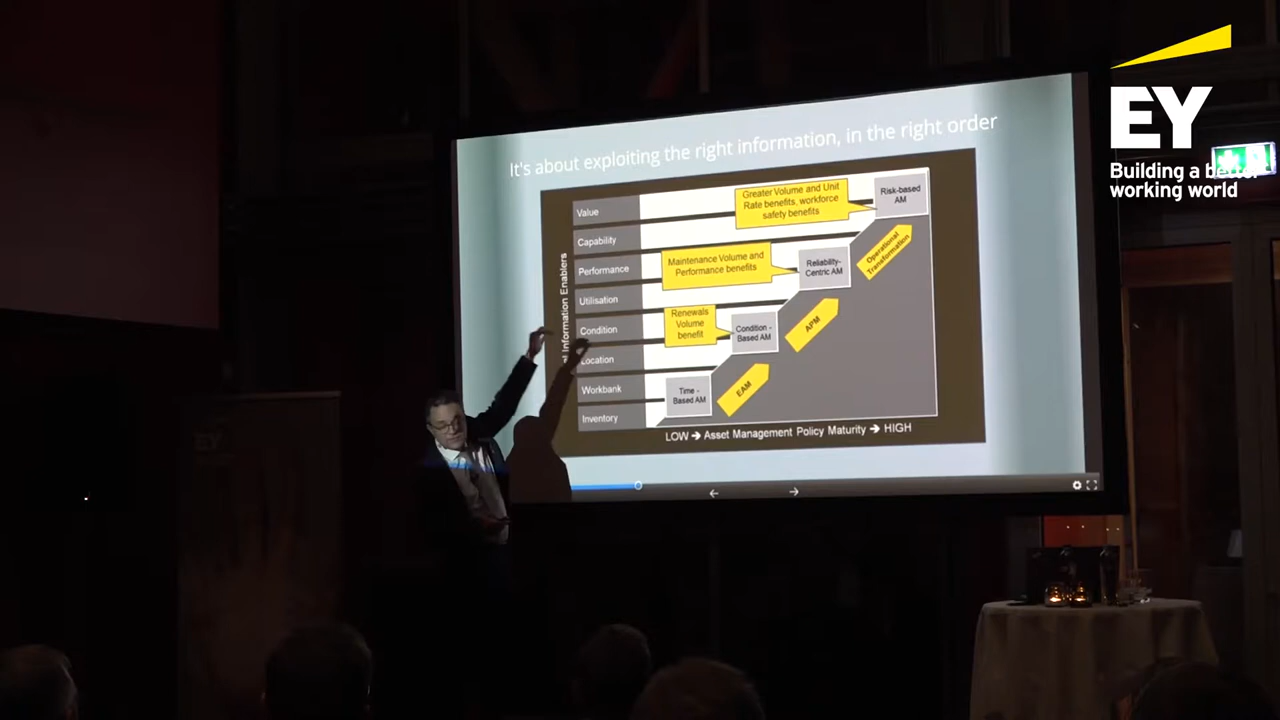 EY
Building a better
working world
It's about exploiting the right information, in the right order
Information Enablers
Value
Capability
Performance
Utilisation
Condition
Location
Workbank
Inventory
Greater Volume and Unit
Rate benefits, workforce
safety benefits
Risk-based
AM
Maintenance Volume and
Performance benefits
Reliability-
Centric AM
Operational
Transformation
Renewals
Volume
benefit
Condition -
Based AM
APM
Time -
Based AM
EAM
LOW ➔ Asset Management Policy Maturity ➔ HIGH
EY